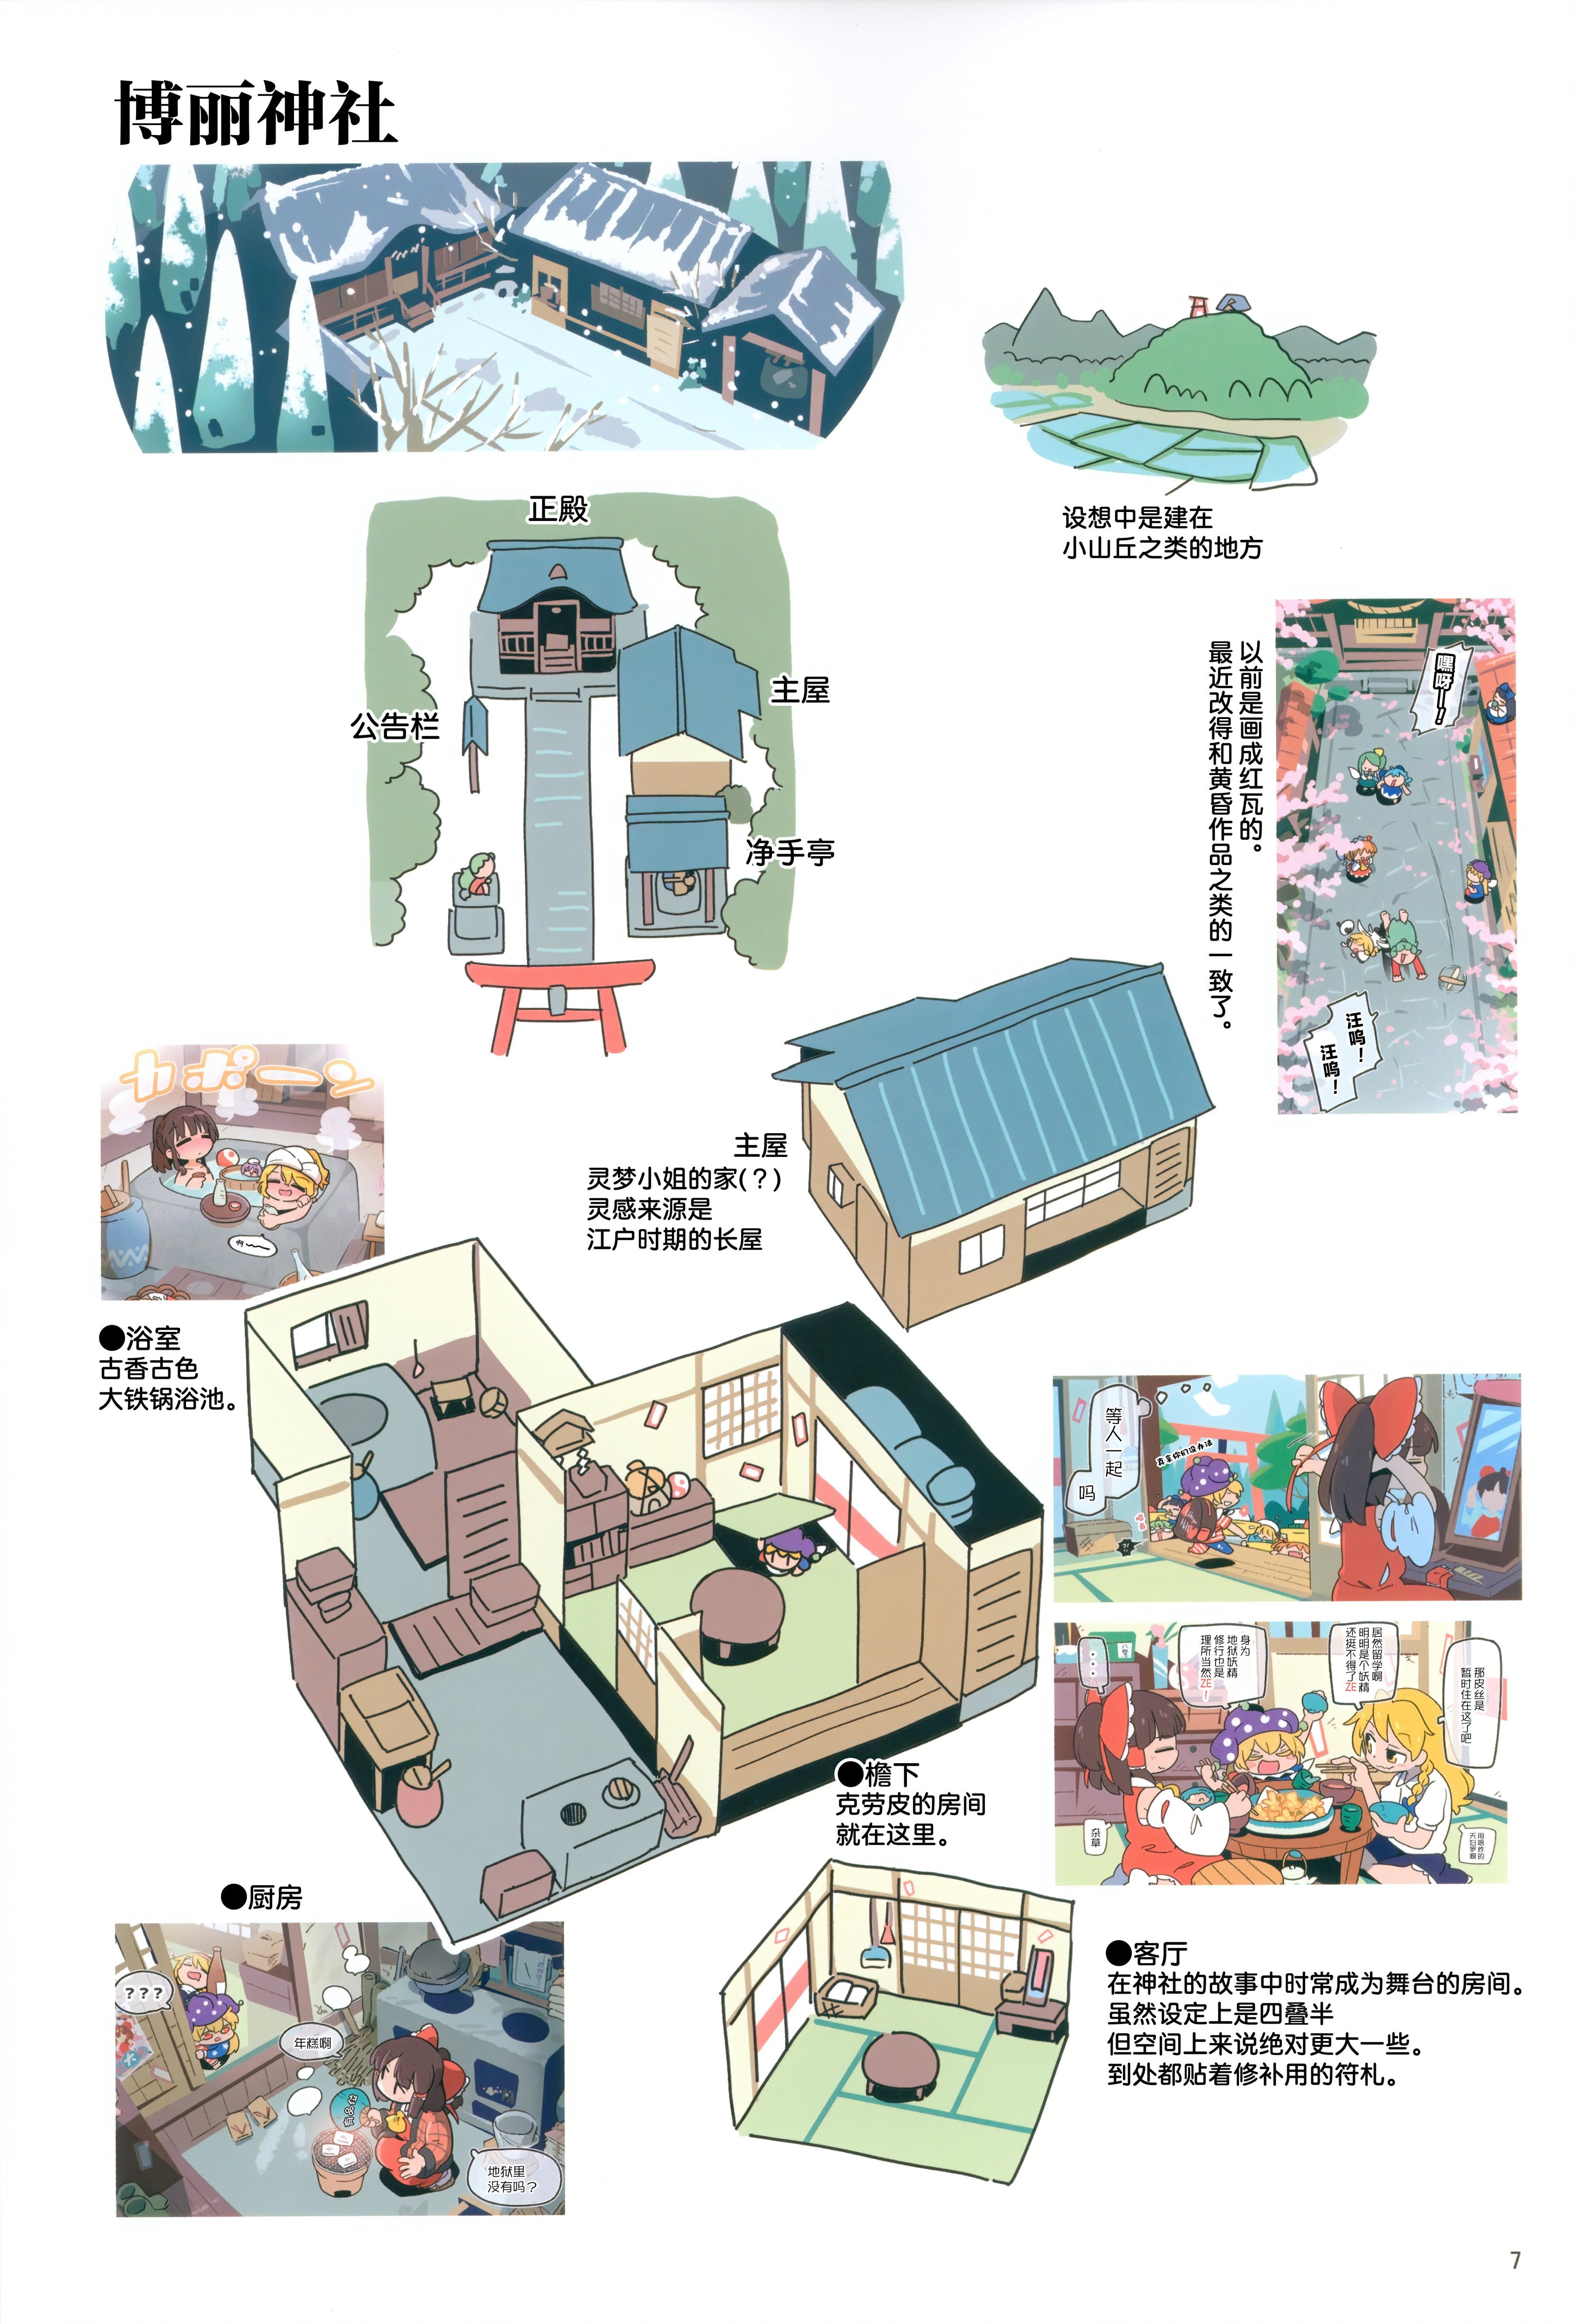 博丽神社
设想中是建在
小山丘之类的地方
正殿
主屋
公告栏
净手亭
以前是画成红瓦的。
最近改得和黄昏作品之类的一致了。
嘿呀——！
汪呜！
汪呜！
カポーン
啊~~
●浴室
古香古色
大铁锅浴池。
主屋
灵梦小姐的家(？)
灵感来源是
江户时期的长屋
等人一起
吗
真拿你们没办法
?!
那皮丝是
暂时住在这了吧
居然留学啊
明明是个妖精
还挺不得了ZE
身为
地狱妖精
修行也是
理所当然ZE！
杂草
●檐下
克劳皮的房间
就在这里。
●厨房
???
年糕啊
地狱里
没有吗？
●客厅
在神社的故事中时常成为舞台的房间。
虽然设定上是四叠半
但空间上来说绝对更大一些。
到处都贴着修补用的符札。
7